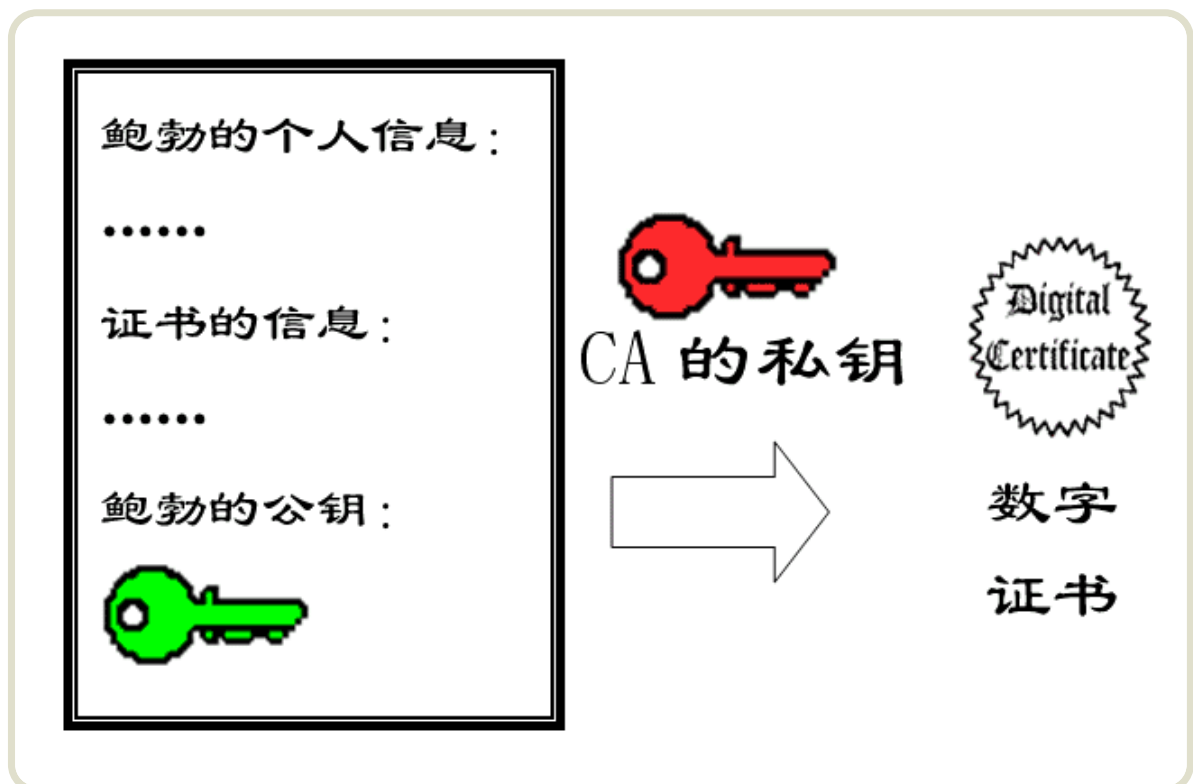 鲍勃的个人信息：
······
证书的信息：
······
鲍勃的公钥：
CA 的私钥
Digital
Certificate
数字
证书